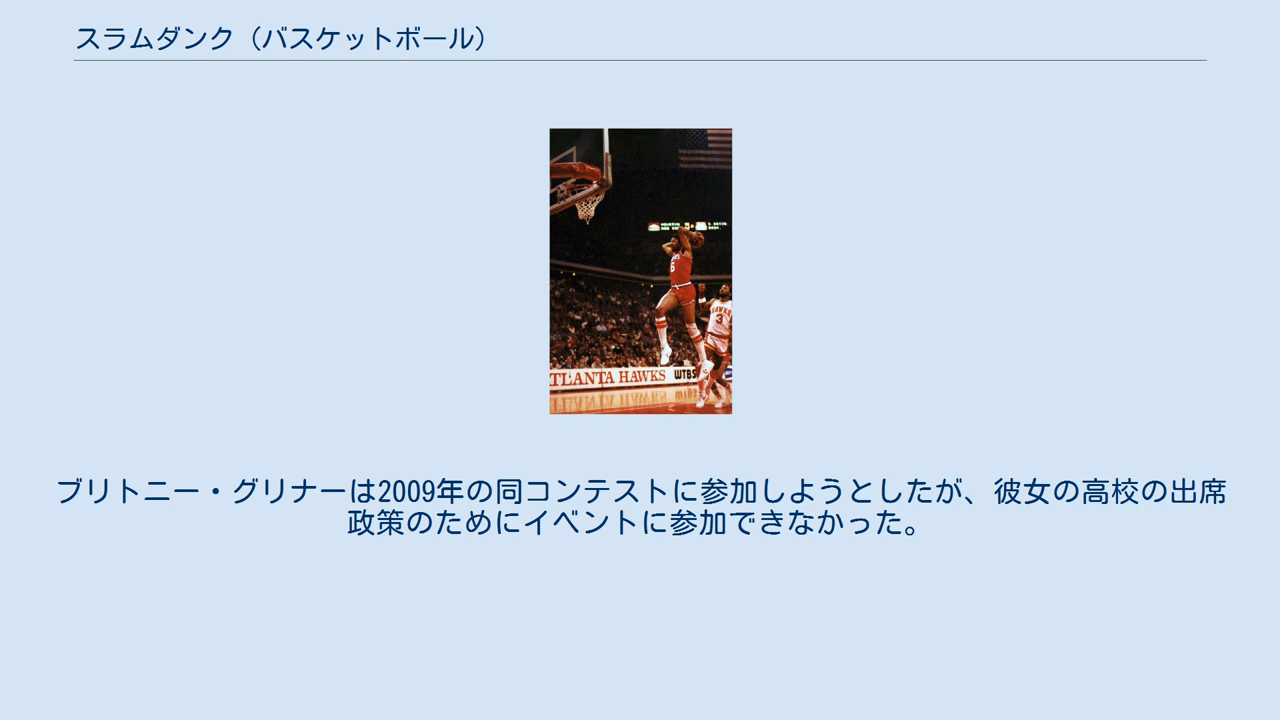 スラムダンク（バスケットボール）
HAWKS
3
6
ATLANTA HAWKS WTBS
ブリトニー・グリナーは2009年の同コンテストに参加しようとしたが、彼女の高校の出席
政策のためにイベントに参加できなかった。